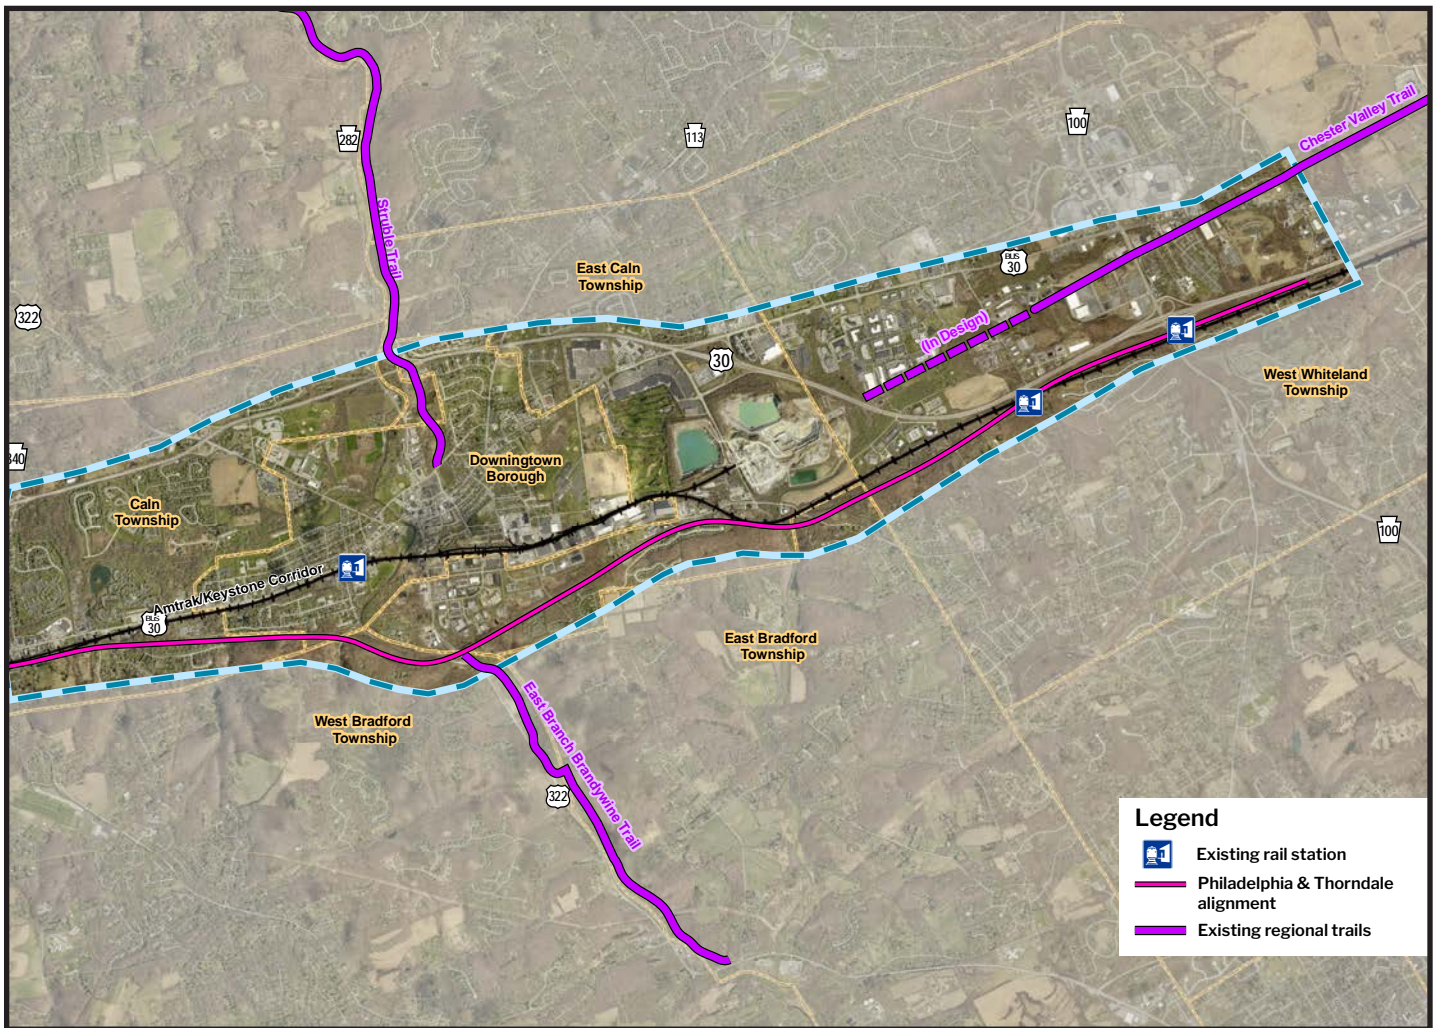 Chester Valley Trail
282
113
100
Struble Trail
East Caln
Township
BUS
30
322
(In Design)
30
West Whiteland
Township
340
Downingtown
Borough
Caln
Township
100
Amtrak/Keystone Corridor
BUS
30
East Bradford
Township
West Bradford
Township
East Branch Brandywine Trail
322
Legend
Existing rail station
Philadelphia & Thorndale
alignment
Existing regional trails